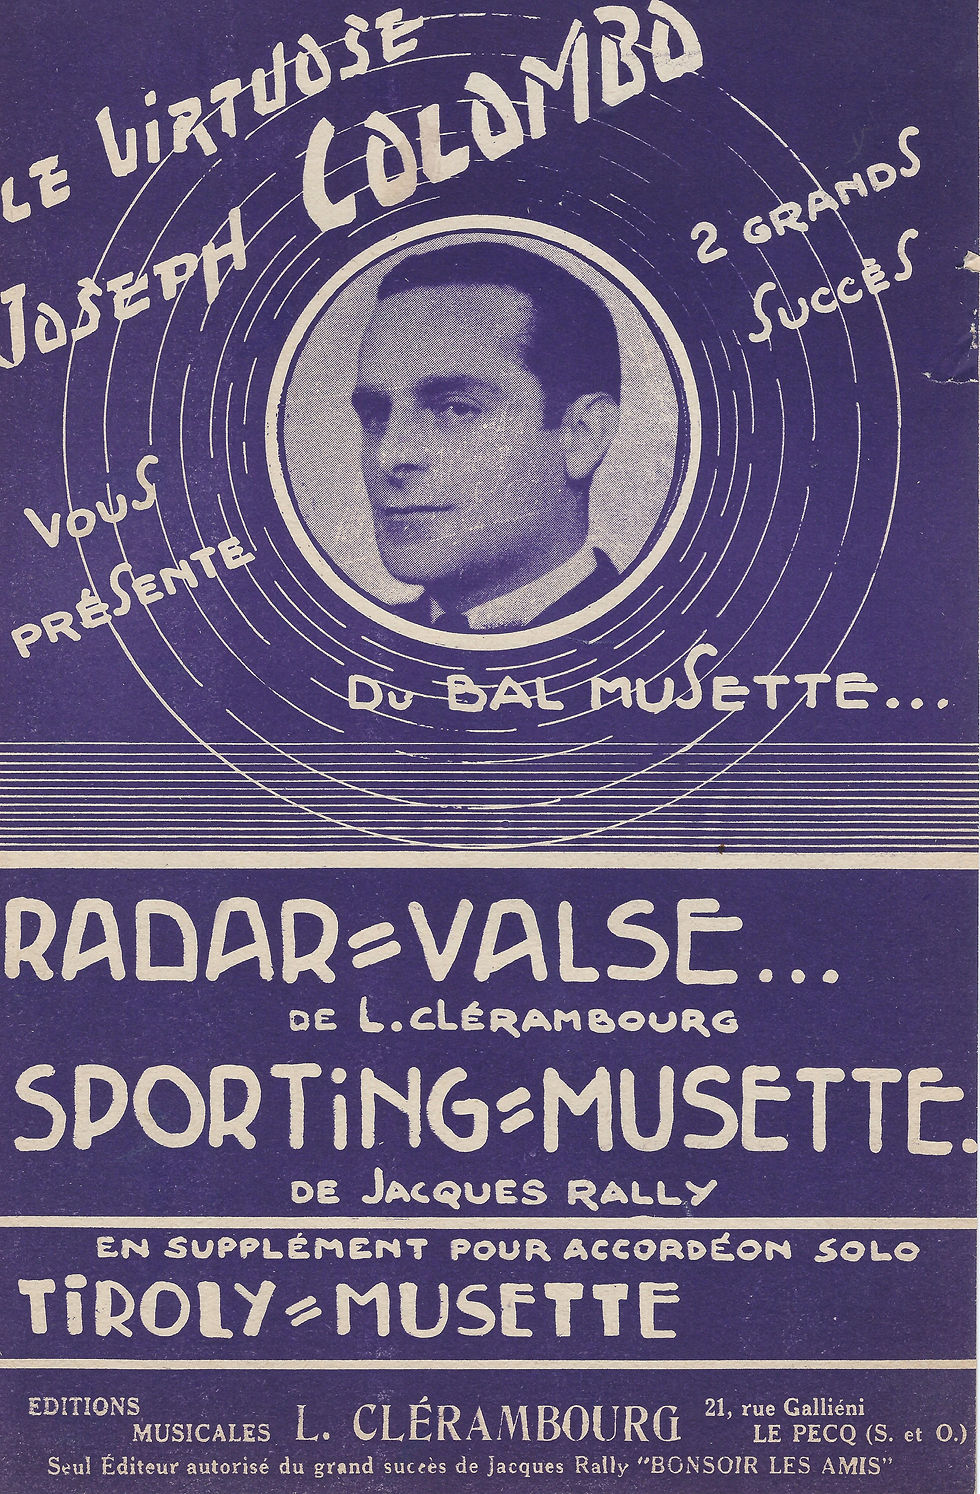 LE VIRTUOSE
JOSEPH COLOMBO
VOUS
PRÉSENTE
2 GRANDS
SUCCÈS
DU BAL MUSETTE...
RADAR=VALSE...
DE L. CLÉRAMBOURG
SPORTING=MUSETTE.
DE JACQUES RALLY
EN SUPPLÉMENT POUR ACCORDÉON SOLO
TIROLY=MUSETTE
EDITIONS
MUSICALES L. CLÉRAMBOURG
21, rue Galliéni
LE PECQ (S. et O.)
Seul Éditeur autorisé du grand succès de Jacques Rally "BONSOIR LES AMIS"